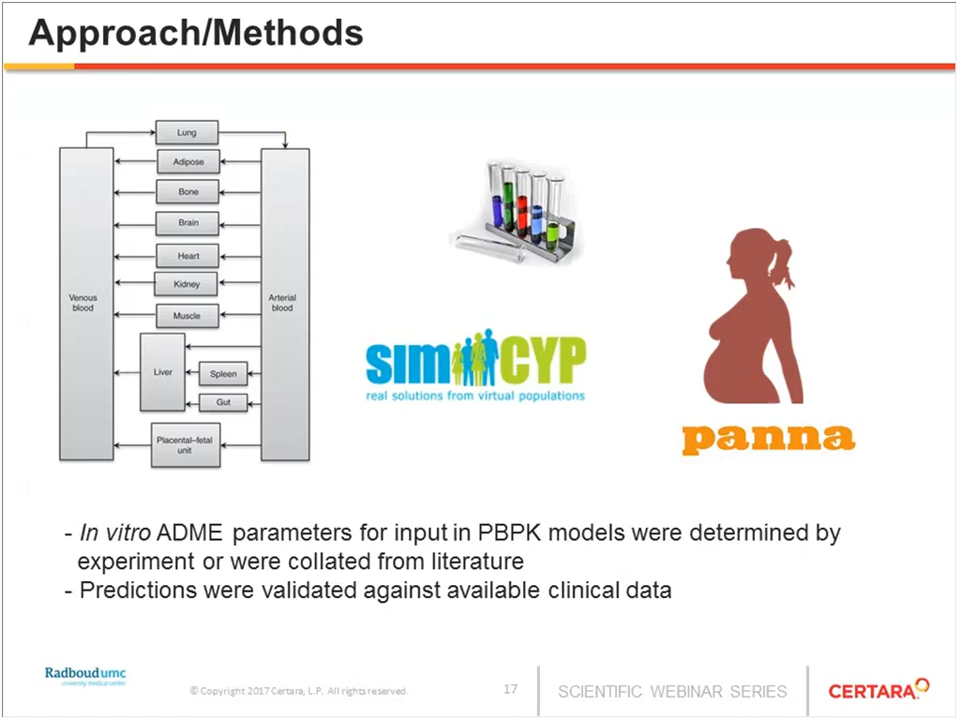 Approach/Methods
Lung
Adipose
Bone
Brain
Heart
Kidney
Muscle
Venous
blood
Arterial
blood
Liver
Spleen
Gut
Placental–fetal
unit
simCYP
real solutions from virtual populations
panna
- In vitro ADME parameters for input in PBPK models were determined by
experiment or were collated from literature
- Predictions were validated against available clinical data
Radboudumc
university medical center
© Copyright 2017 Certara, L.P. All rights reserved.
17
SCIENTIFIC WEBINAR SERIES
CERTARA